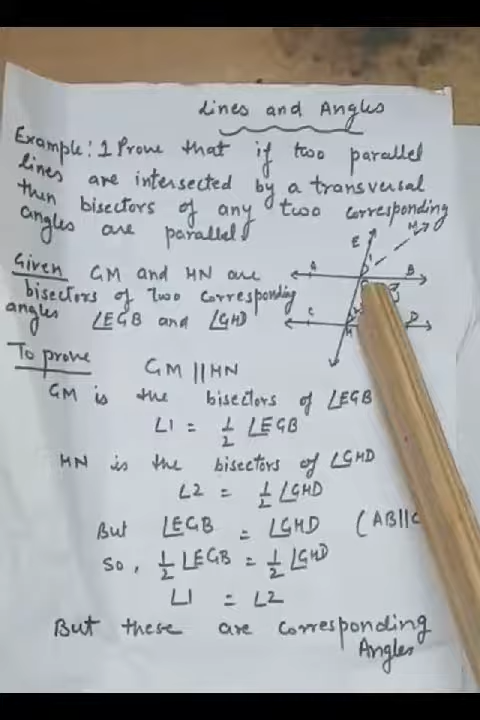 Lines and Angles
Example: 1 Prove that if two parallel
lines are intersected by a transversal
then bisectors of any two corresponding
angles are parallel.
Given GM and HN are
bisectors of two corresponding
angles ∠EGB and ∠GHD
To prove GM || HN
GM is the bisectors of ∠EGB
∠1 = 1/2 ∠EGB
HN is the bisectors of ∠GHD
∠2 = 1/2 ∠GHD
But ∠EGB = ∠GHD (AB||C
So, 1/2 ∠EGB = 1/2 ∠GHD
∠1 = ∠2
But these are corresponding
Angles
E
M
1
A
B
C
D
H